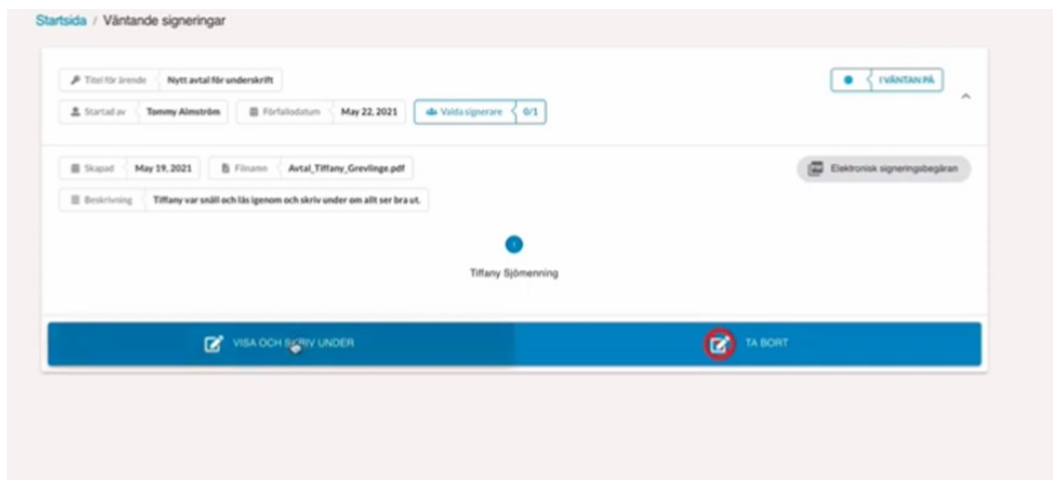 Startsida / Väntande signeringar
Titel för ärende Nytt avtal för underskrift I VÄNTAN PÅ
Startad av Tommy Almström Förfallodatum May 22, 2021 Valda signerare 0/1
Skapad May 19, 2021 Filnamn Avtal_Tiffany_Grevlinge.pdf Elektronisk signeringsbegäran
Beskrivning Tiffany var snäll och läs igenom och skriv under om allt ser bra ut.
Tiffany Sjömenning
VISA OCH SKRIV UNDER TA BORT